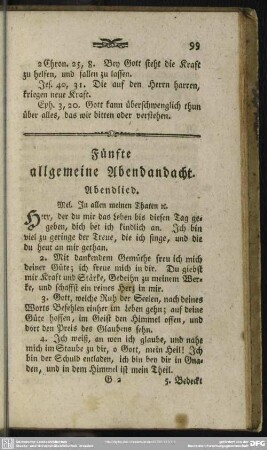 99
2 Chron. 25, 8. Bey Gott steht die Kraft
zu helfen, und fallen zu lassen.
Jes. 40, 31. Die auf den Herrn harren,
kriegen neue Kraft.
Eph. 3, 20. Gott kann überschwenglich thun
über alles, das wir bitten oder verstehen.
Fünfte
allgemeine Abendandacht.
Abendlied.
Mel. In allen meinen Thaten ꝛc.
Herr, der du mir das Leben bis diesen Tag ge-
geben, dich bet ich kindlich an. Ich bin
viel zu geringe der Treue, die ich singe, und die
du heut an mir gethan.
2. Mit dankendem Gemüthe freu ich mich
deiner Güte; ich freue mich in dir. Du giebst
mir Kraft und Stärke, Gedeihn zu meinem Wer-
ke, und schaffst ein reines Herz in mir.
3. Gott, welche Ruh der Seelen, nach deines
Worts Befehlen einher im Leben gehn; auf deine
Güte hoffen, im Geist den Himmel offen, und
dort den Preis des Glaubens sehn.
4. Ich weiß, an wen ich glaube, und nahe
mich im Staube zu dir, o Gott, mein Heil! Ich
bin der Schuld entladen, ich bin bey dir in Gna-
den, und in dem Himmel ist mein Theil.
G 2
5. Bedeckt